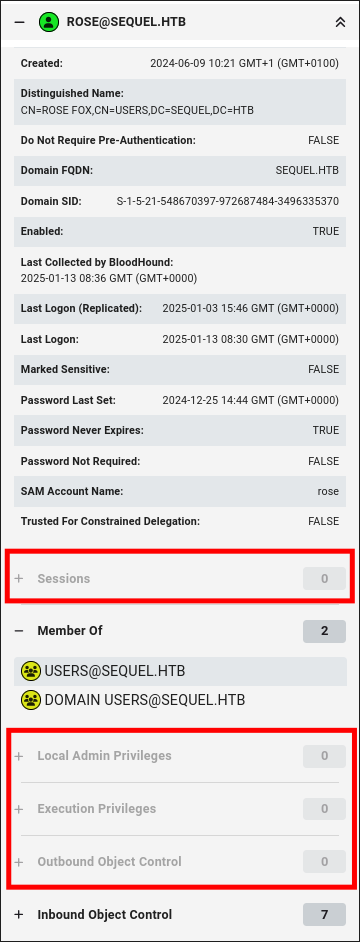 ROSE@SEQUEL.HTB
Created: 2024-06-09 10:21 GMT+1 (GMT+0100)
Distinguished Name:
CN=ROSE FOX,CN=USERS,DC=SEQUEL,DC=HTB
Do Not Require Pre-Authentication: FALSE
Domain FQDN: SEQUEL.HTB
Domain SID: S-1-5-21-548670397-972687484-3496335370
Enabled: TRUE
Last Collected by BloodHound:
2025-01-13 08:36 GMT (GMT+0000)
Last Logon (Replicated): 2025-01-03 15:46 GMT (GMT+0000)
Last Logon: 2025-01-13 08:30 GMT (GMT+0000)
Marked Sensitive: FALSE
Password Last Set: 2024-12-25 14:44 GMT (GMT+0000)
Password Never Expires: TRUE
Password Not Required: FALSE
SAM Account Name: rose
Trusted For Constrained Delegation: FALSE
Sessions 0
Member Of 2
USERS@SEQUEL.HTB
DOMAIN USERS@SEQUEL.HTB
Local Admin Privileges 0
Execution Privileges 0
Outbound Object Control 0
Inbound Object Control 7